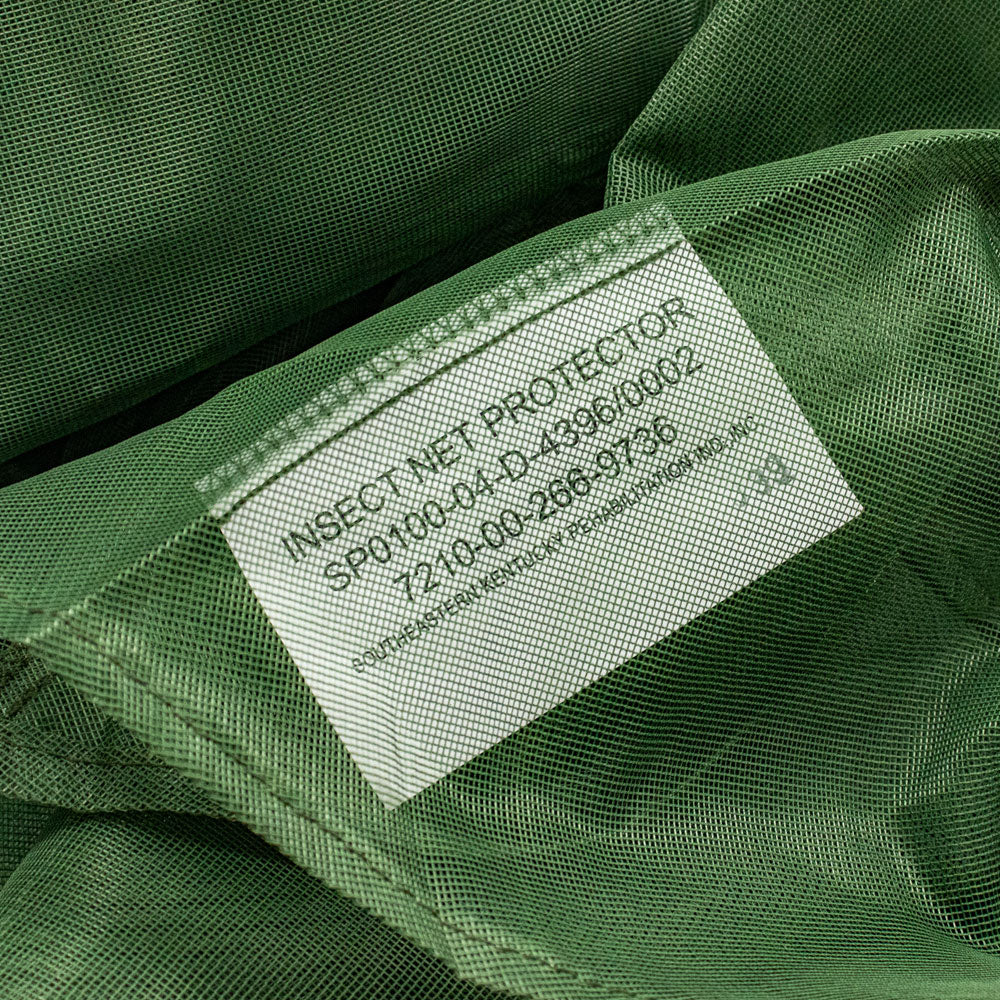 INSECT NET PROTECTOR
SP0100-04-D-4396/0002
7210-00-266-9736
SOUTHEASTERN KENTUCKY REHABILITATION IND., INC